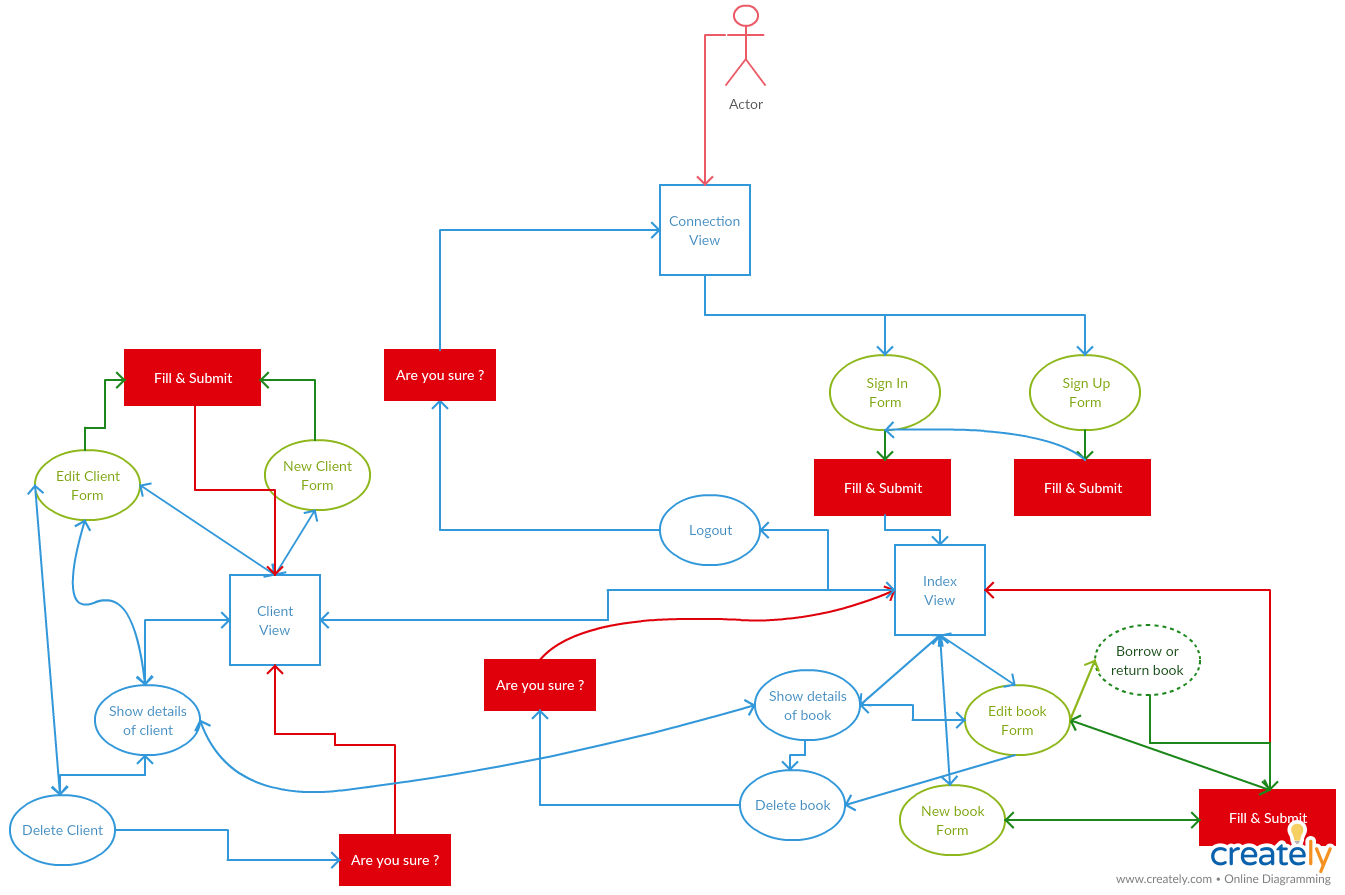 Actor
Connection
View
Fill & Submit
Are you sure ?
Sign In
Form
Sign Up
Form
Edit Client
Form
New Client
Form
Fill & Submit
Fill & Submit
Logout
Client
View
Index
View
Borrow or
return book
Are you sure ?
Show details
of client
Show details
of book
Edit book
Form
Delete Client
Delete book
New book
Form
Fill & Submit
Are you sure ?
creately
www.creately.com • Online Diagramming